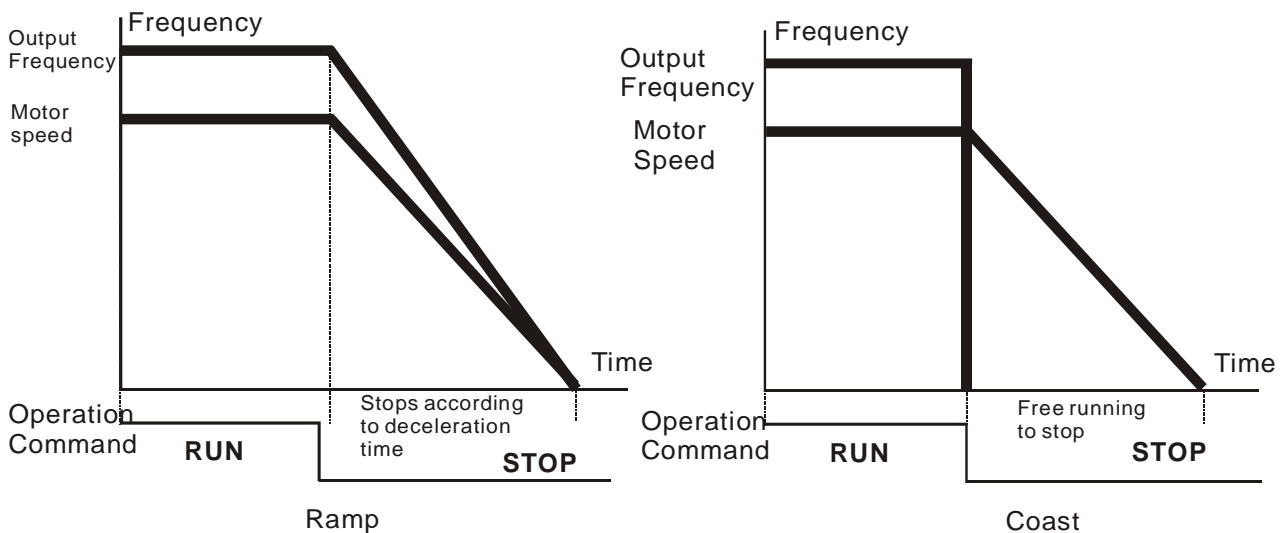 Frequency
Output
Frequency
Motor
speed
Time
Operation
Command
RUN
Stops according
to deceleration
time
STOP
Ramp
Frequency
Output
Frequency
Motor
Speed
Time
Operation
Command
RUN
Free running
to stop
STOP
Coast